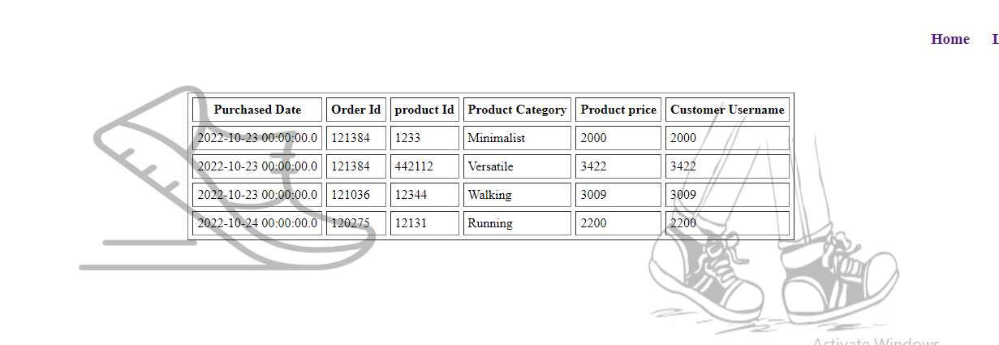 Home L
Purchased Date Order Id product Id Product Category Product price Customer Username
2022-10-23 00:00:00.0 121384 1233 Minimalist 2000 2000
2022-10-23 00:00:00.0 121384 442112 Versatile 3422 3422
2022-10-23 00:00:00.0 121036 12344 Walking 3009 3009
2022-10-24 00:00:00.0 120275 12131 Running 2200 2200
Activate Windows